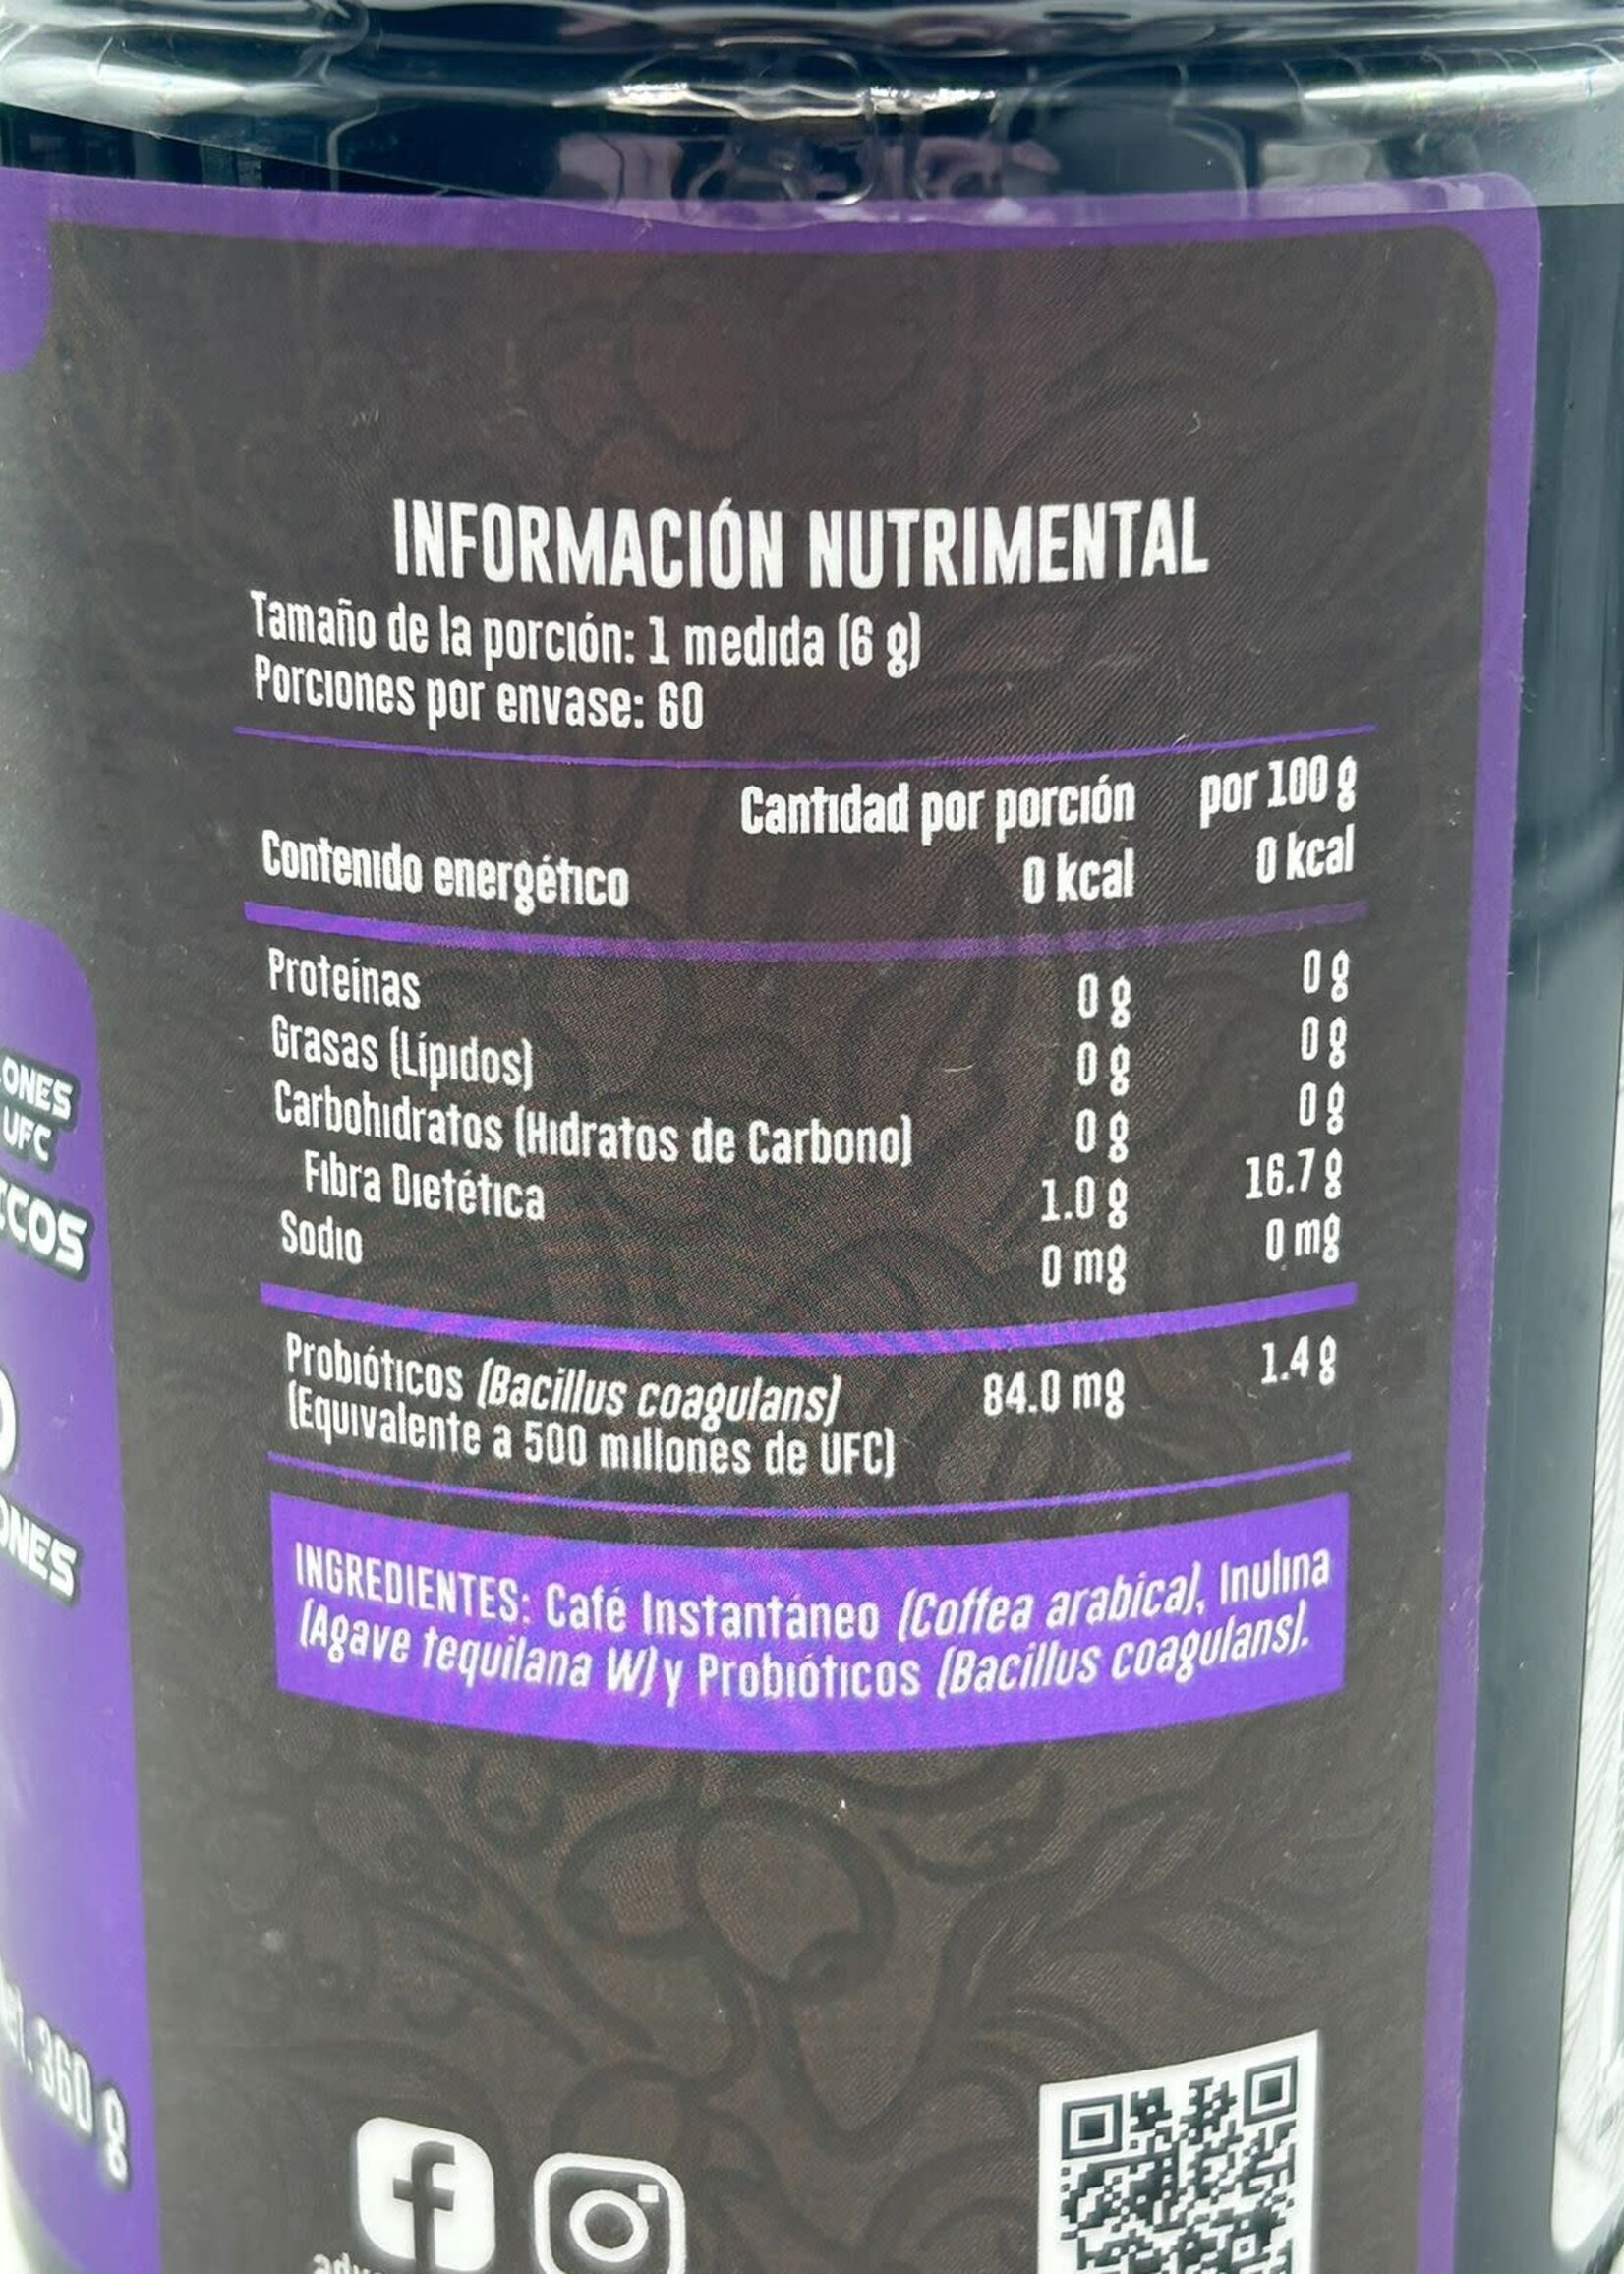 INFORMACIÓN NUTRIMENTAL
Tamaño de la porción: 1 medida (6 g)
Porciones por envase: 60
Cantidad por porción por 100 g
Contenido energético 0 kcal 0 kcal
Proteínas 0 g 0 g
Grasas (Lípidos) 0 g 0 g
Carbohidratos (Hidratos de Carbono) 0 g 0 g
Fibra Dietética 1.0 g 16.7 g
Sodio 0 mg 0 mg
Probióticos (Bacillus coagulans) 84.0 mg 1.4 g
(Equivalente a 500 millones de UFC)
INGREDIENTES: Café Instantáneo (Coffea arabica), Inulina
(Agave tequilana W) y Probióticos (Bacillus coagulans).
UFC
360 g